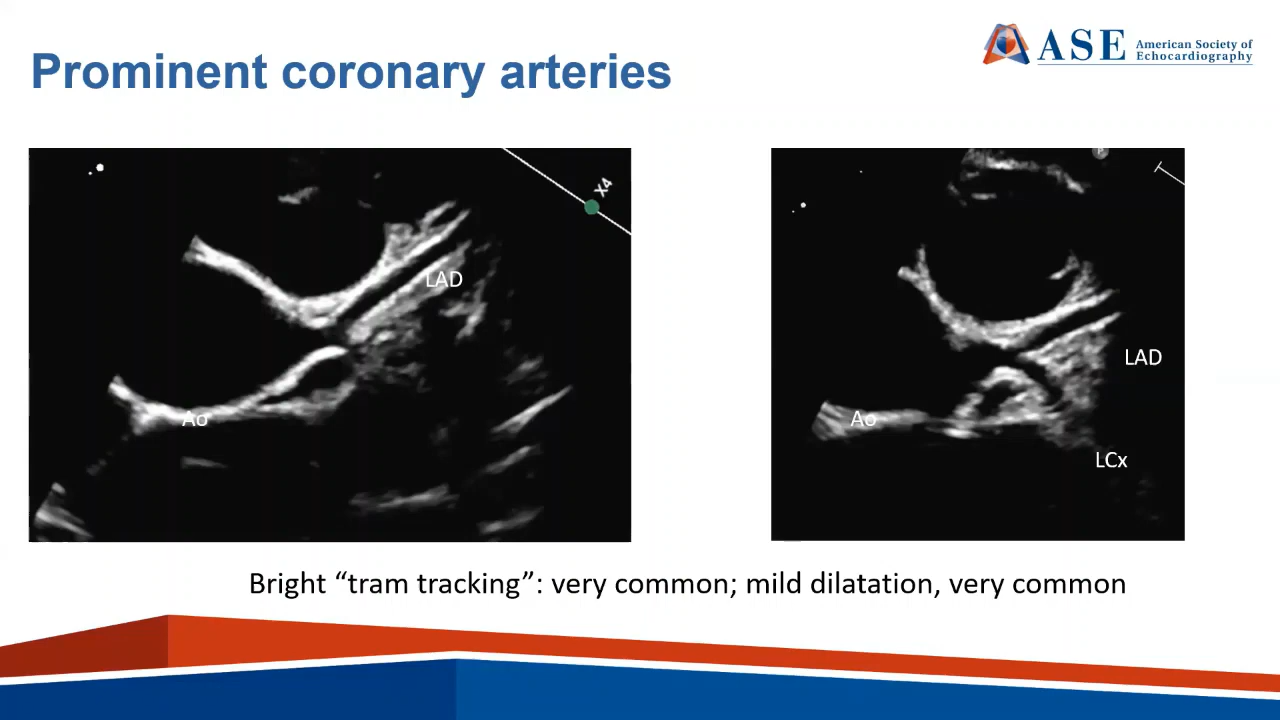 Prominent coronary arteries
ASE American Society of
Echocardiography
X4
LAD
Ao
P
LAD
Ao
LCx
Bright “tram tracking”: very common; mild dilatation, very common